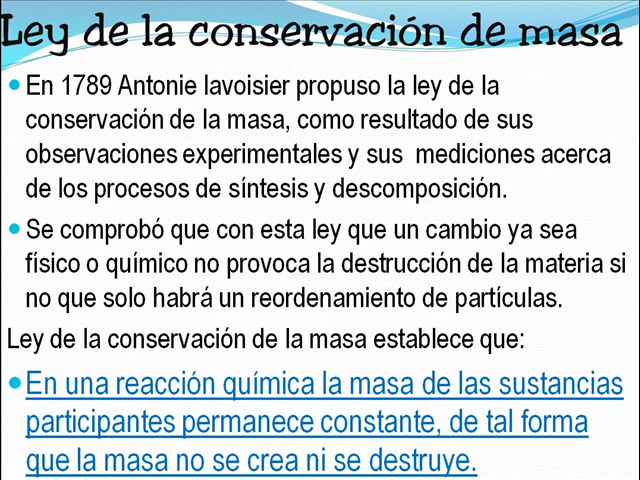 Ley de la conservación de masa
En 1789 Antonie lavoisier propuso la ley de la
conservación de la masa, como resultado de sus
observaciones experimentales y sus mediciones acerca
de los procesos de síntesis y descomposición.
Se comprobó que con esta ley que un cambio ya sea
físico o químico no provoca la destrucción de la materia si
no que solo habrá un reordenamiento de partículas.
Ley de la conservación de la masa establece que:
En una reacción química la masa de las sustancias
participantes permanece constante, de tal forma
que la masa no se crea ni se destruye.